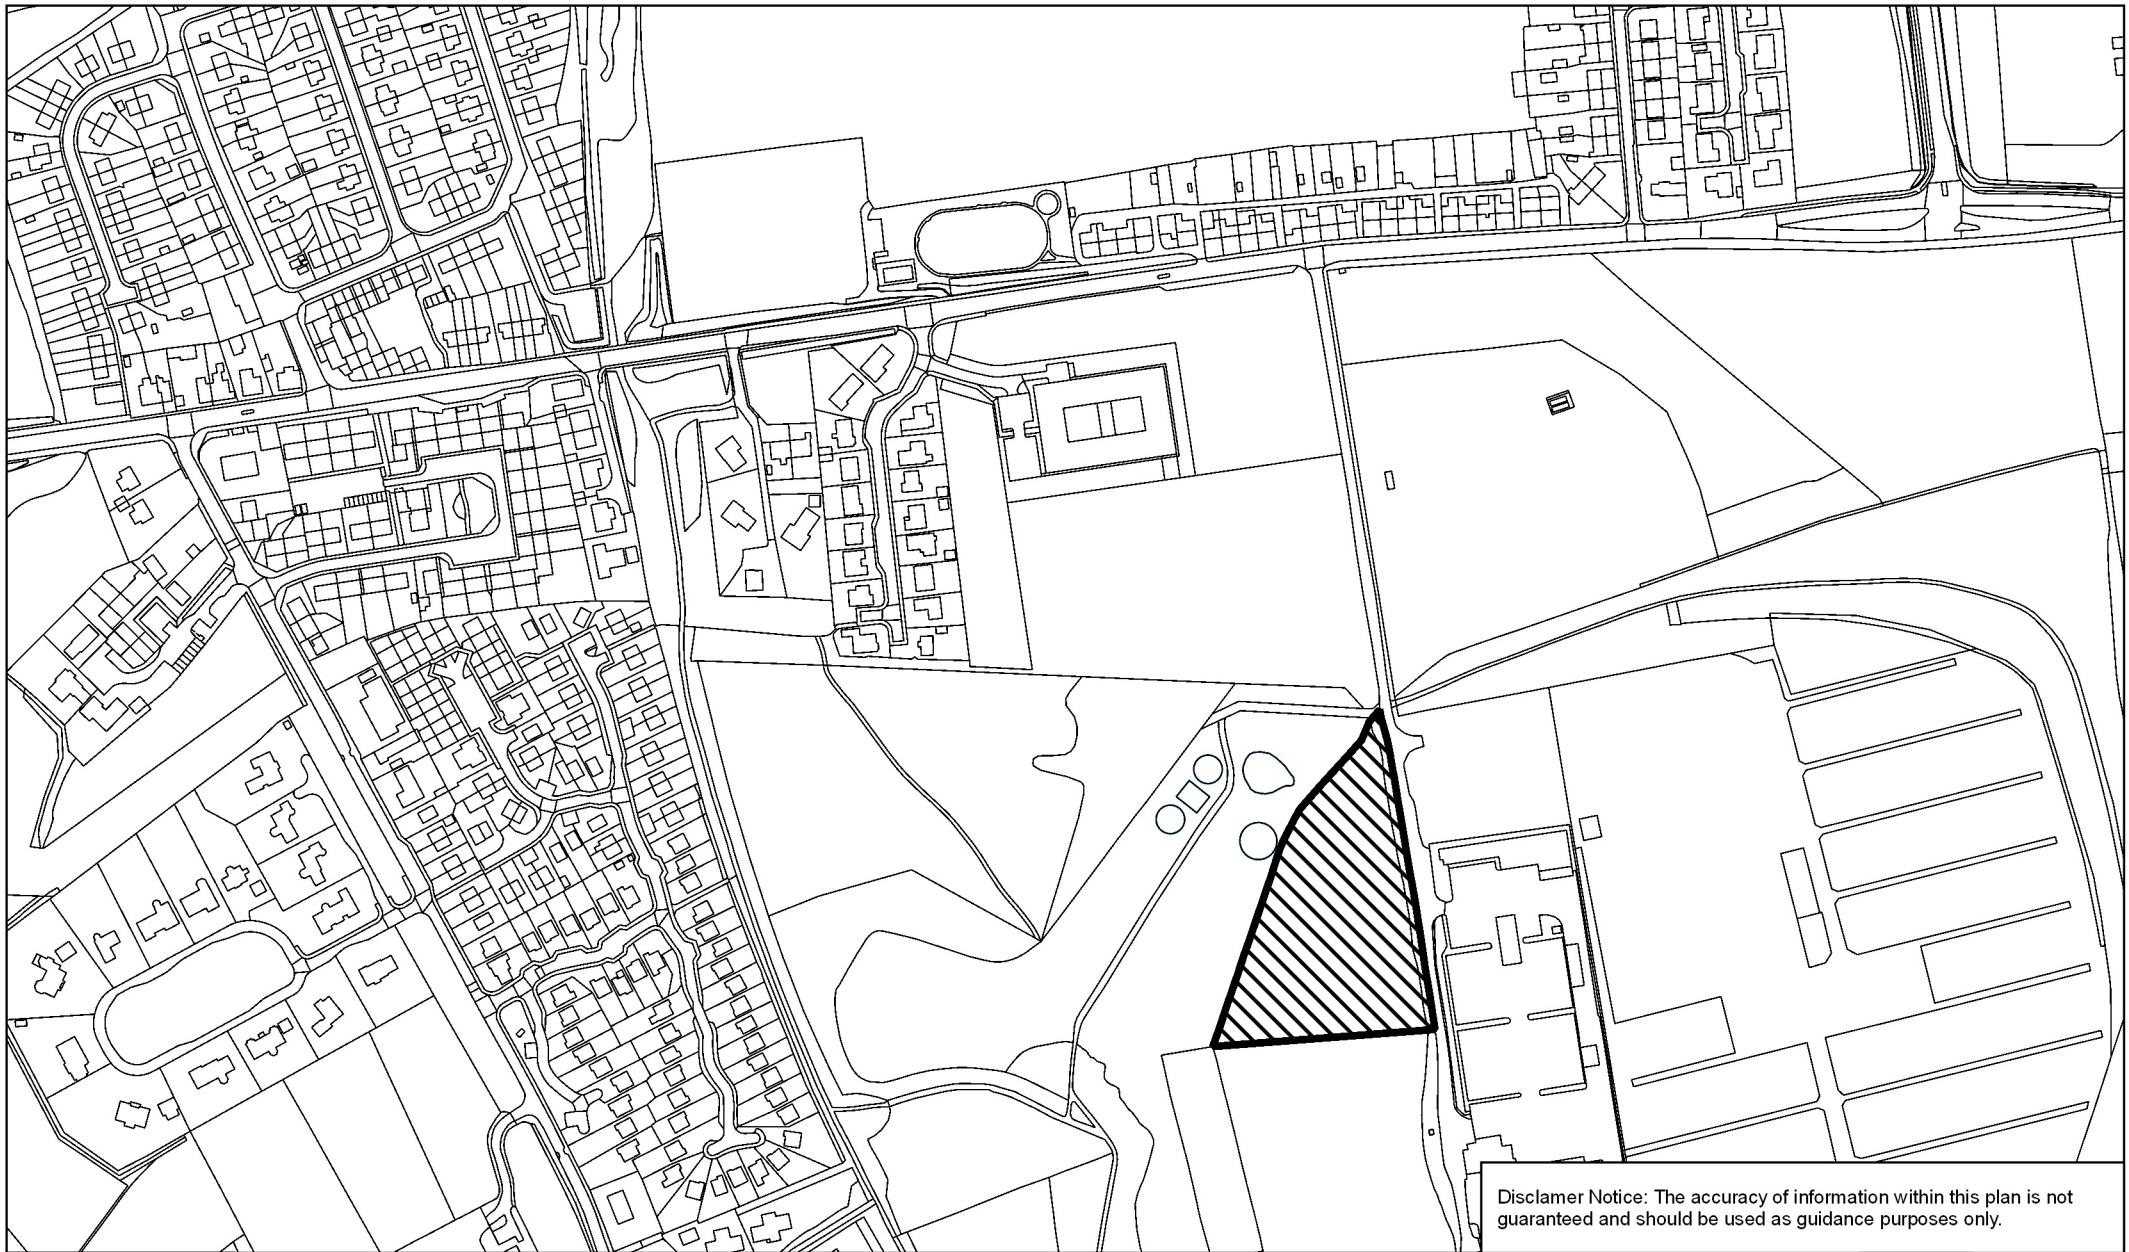 Disclamer Notice: The accuracy of information within this plan is not
guaranteed and should be used as guidance purposes only.